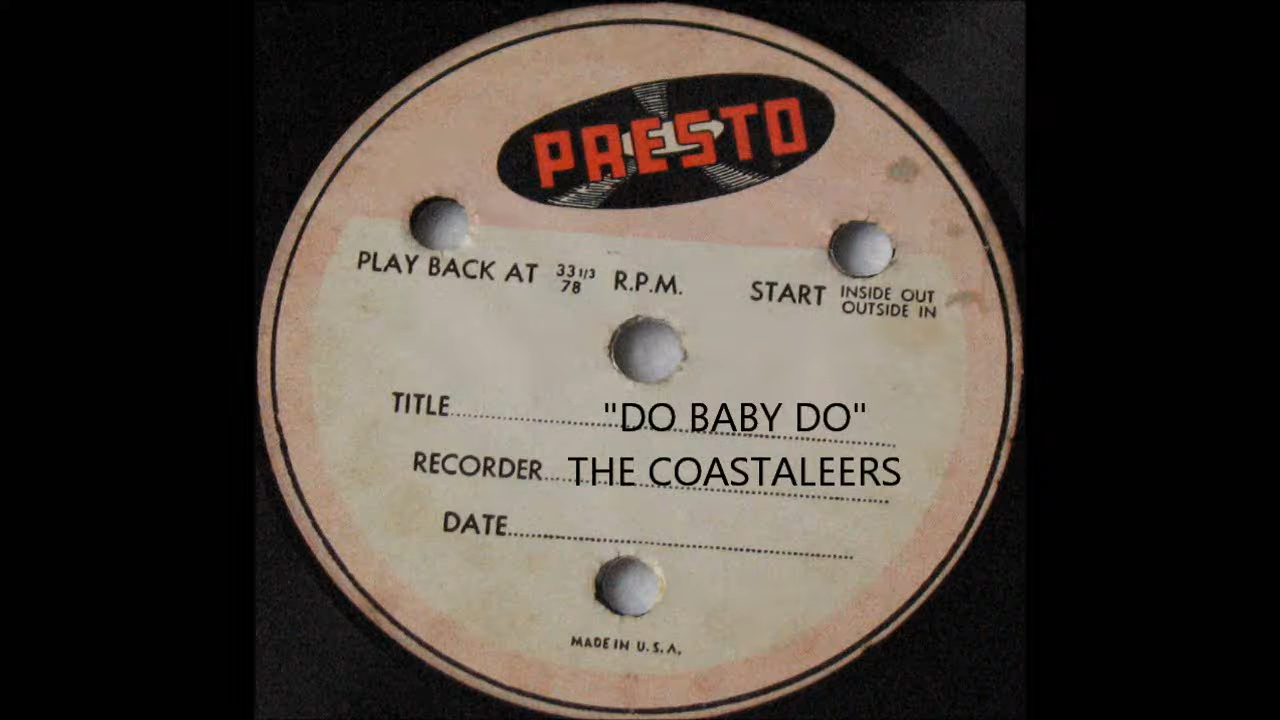 PRESTO
PLAY BACK AT 33 1/3 78 R.P.M. START INSIDE OUT OUTSIDE IN
TITLE "DO BABY DO"
RECORDER THE COASTALEERS
DATE
MADE IN U.S.A.